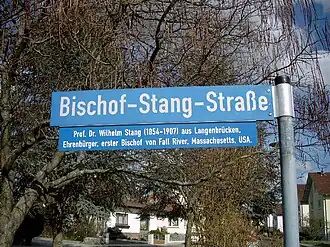 Bischof-Stang-Straße
Prof. Dr. Wilhelm Stang (1854-1907) aus Langenbrücken,
Ehrenbürger, erster Bischof von Fall River, Massachusetts, USA.